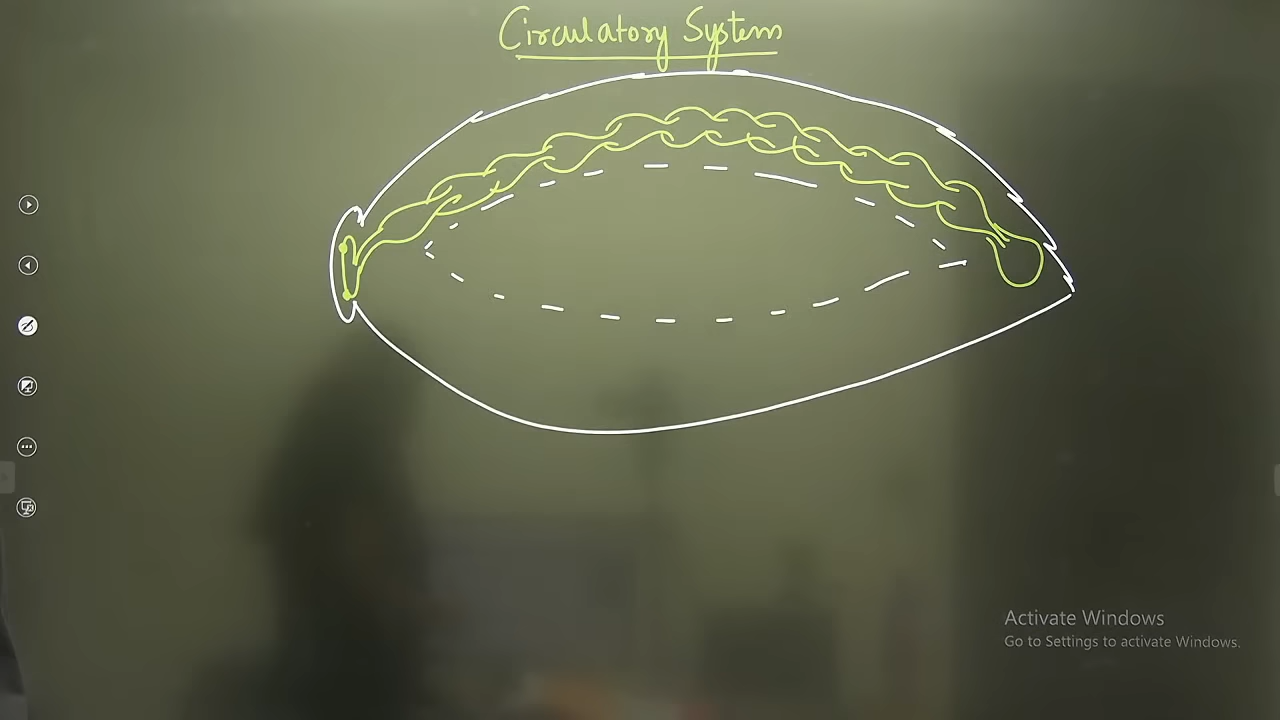 Circulatory System
Activate Windows
Go to Settings to activate Windows.